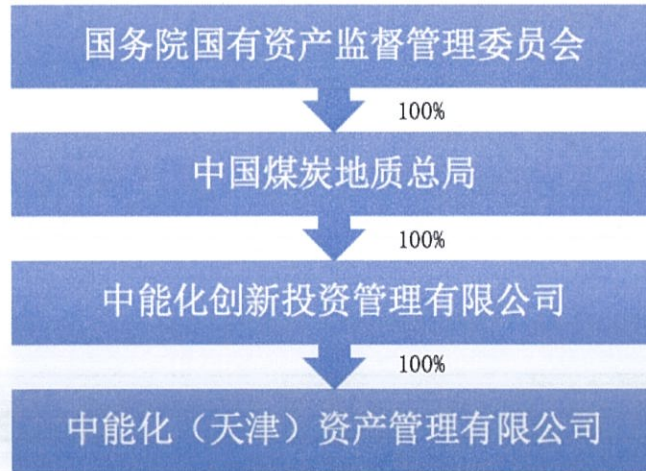 国务院国有资产监督管理委员会
100%
中国煤炭地质总局
100%
中能化创新投资管理有限公司
100%
中能化（天津）资产管理有限公司